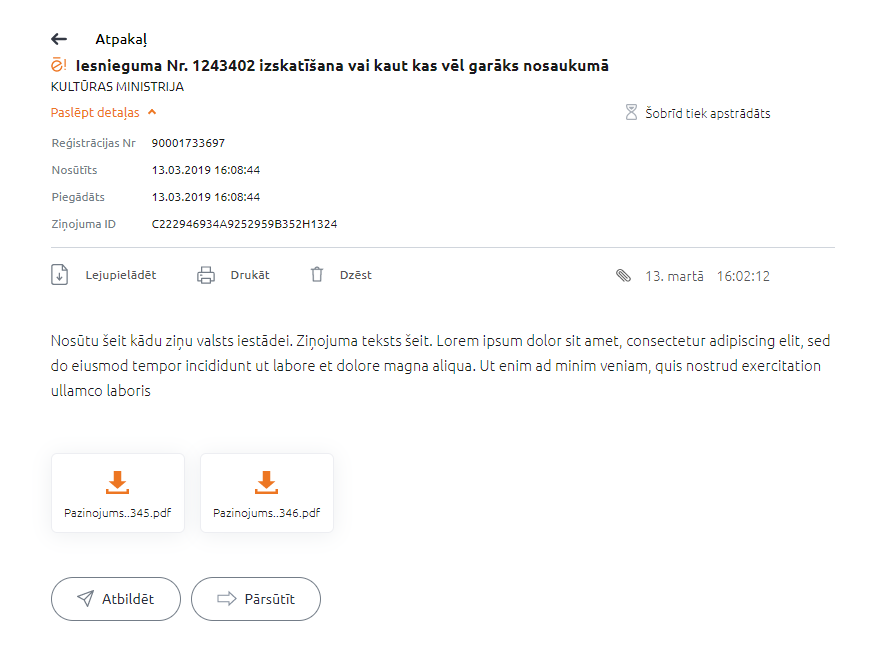 Atpakaļ
ē! Iesnieguma Nr. 1243402 izskatīšana vai kaut kas vēl garāks nosaukumā
KULTŪRAS MINISTRIJA
Paslēpt detaļas
Šobrīd tiek apstrādāts
Reģistrācijas Nr 90001733697
Nosūtīts 13.03.2019 16:08:44
Piegādāts 13.03.2019 16:08:44
Ziņojuma ID C222946934A9252959B352H1324
Lejupielādēt Drukāt Dzēst 13. martā 16:02:12
Nosūtu šeit kādu ziņu valsts iestādei. Ziņojuma teksts šeit. Lorem ipsum dolor sit amet, consectetur adipiscing elit, sed
do eiusmod tempor incididunt ut labore et dolore magna aliqua. Ut enim ad minim veniam, quis nostrud exercitation
ullamco laboris
Pazinojums..345.pdf Pazinojums..346.pdf
Atbildēt Pārsūtīt